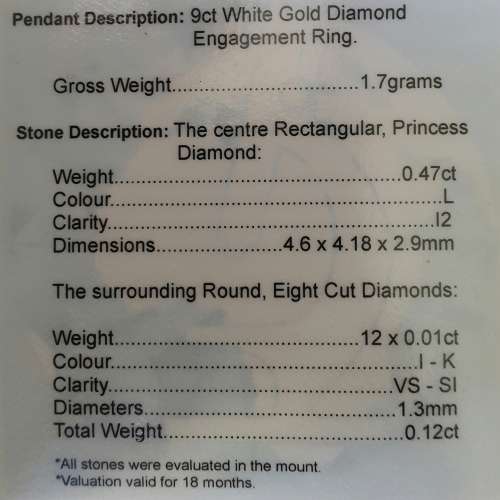 Pendant Description: 9ct White Gold Diamond
Engagement Ring.
Gross Weight..............................1.7grams
Stone Description: The centre Rectangular, Princess
Diamond:
Weight.............................................0.47ct
Colour....................................................L
Clarity....................................................I2
Dimensions....................4.6 x 4.18 x 2.9mm
The surrounding Round, Eight Cut Diamonds:
Weight......................................12 x 0.01ct
Colour................................................I - K
Clarity...........................................VS - SI
Diameters.......................................1.3mm
Total Weight.....................................0.12ct
*All stones were evaluated in the mount.
*Valuation valid for 18 months.